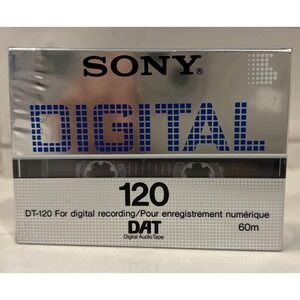 SONY®
DIGITAL
120
DT-120 For digital recording/Pour enregistrement numérique
DAT 60m
Digital Audio Tape